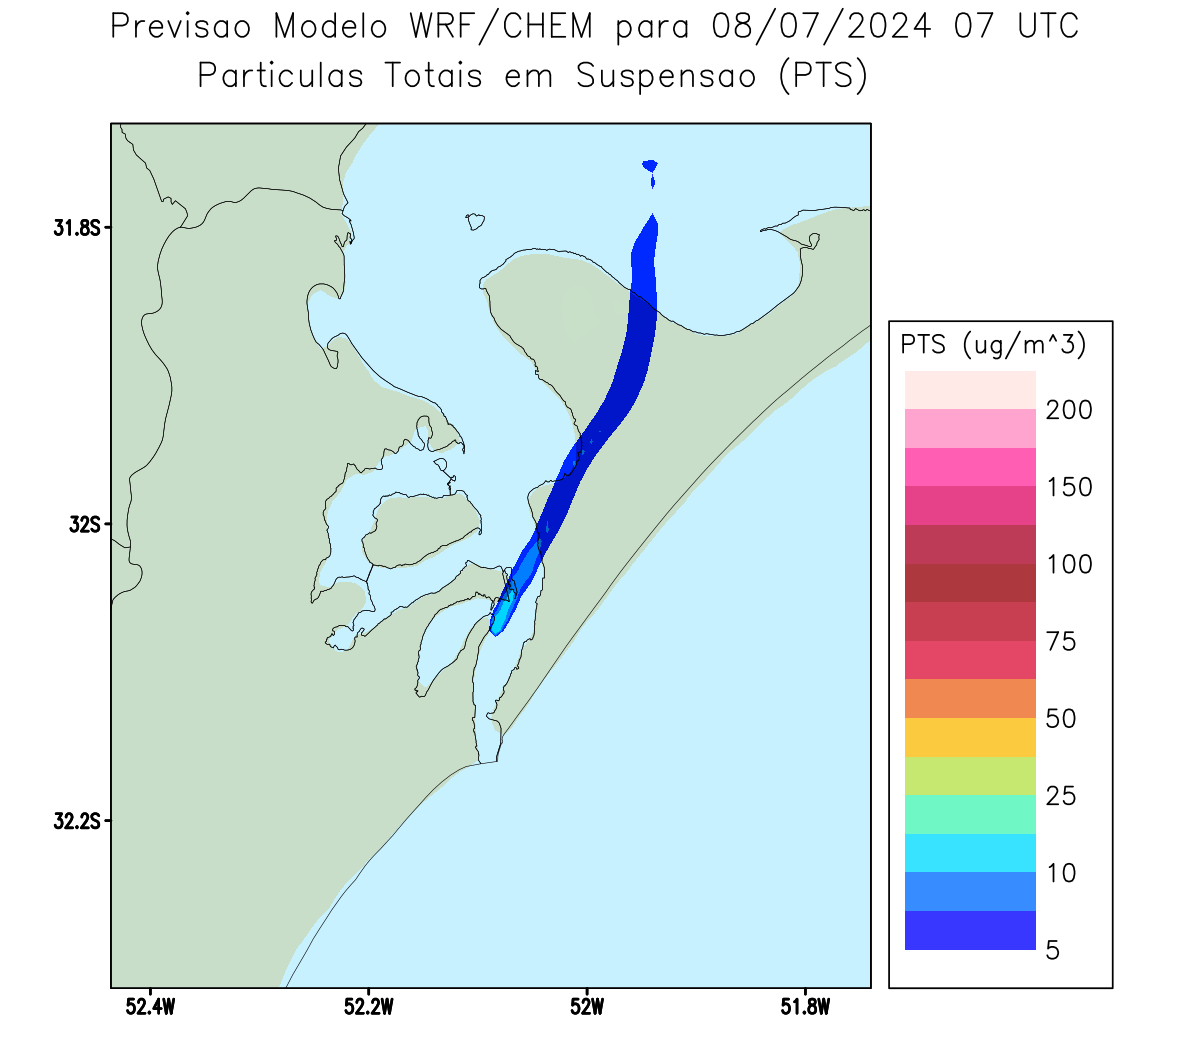 Previsao Modelo WRF/CHEM para 08/07/2024 07 UTC
Particulas Totais em Suspensao (PTS)
31.8S
32S
32.2S
52.4W
52.2W
52W
51.8W
PTS (ug/m^3)
200
150
100
75
50
25
10
5